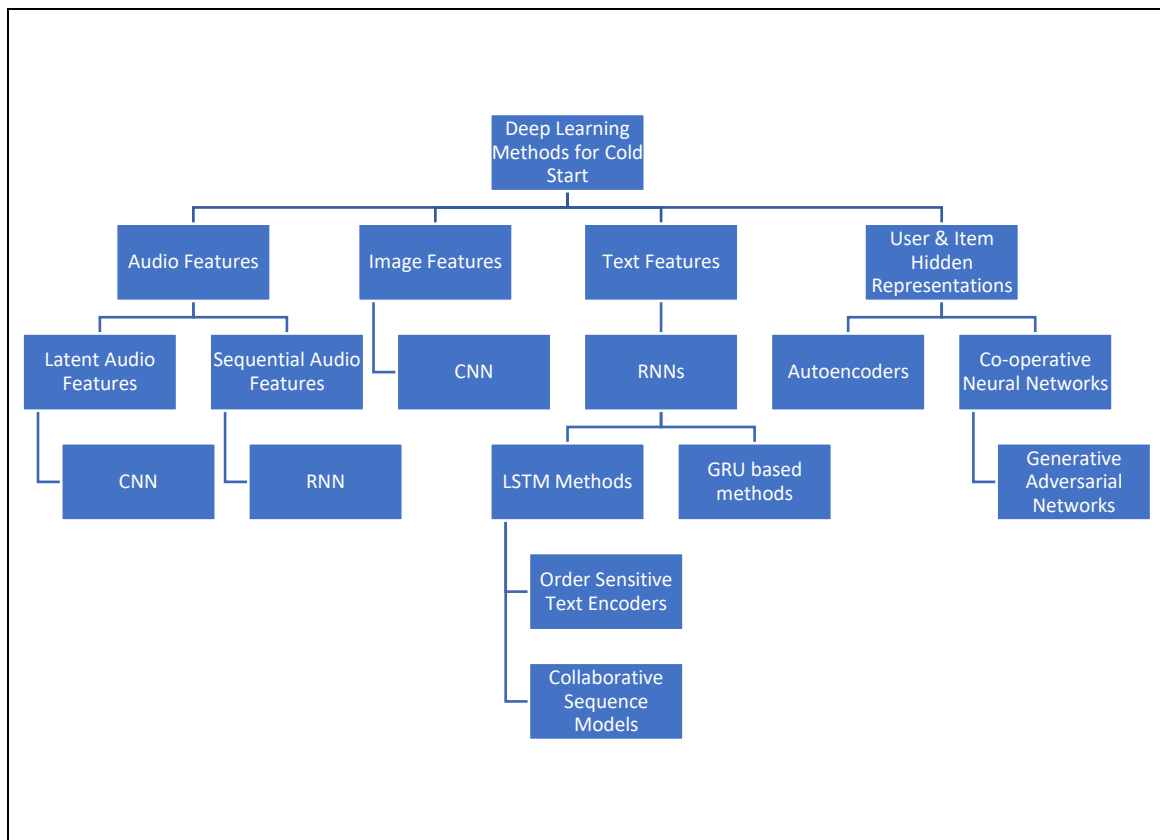 Deep Learning
Methods for Cold
Start
Audio Features
Image Features
Text Features
User & Item
Hidden
Representations
Latent Audio
Features
Sequential Audio
Features
CNN
RNNs
Autoencoders
Co-operative
Neural Networks
CNN
RNN
LSTM Methods
GRU based
methods
Generative
Adversarial
Networks
Order Sensitive
Text Encoders
Collaborative
Sequence
Models